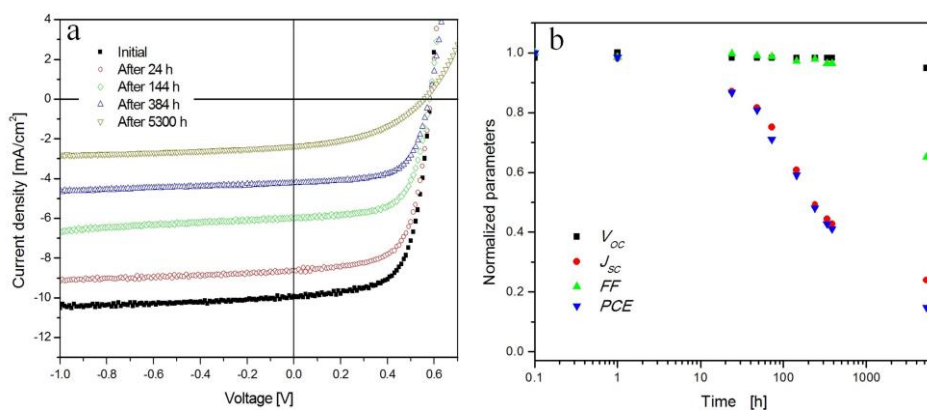 a
Initial
After 24 h
After 144 h
After 384 h
After 5300 h
4
2
0
-2
-4
-6
-8
-10
-12
Current density [mA/cm²]
-1.0 -0.8 -0.6 -0.4 -0.2 0.0 0.2 0.4 0.6
Voltage [V]
b
1.0
0.8
0.6
0.4
0.2
0.0
Normalized parameters
V_OC
J_SC
FF
PCE
0.1 1 10 100 1000
Time [h]